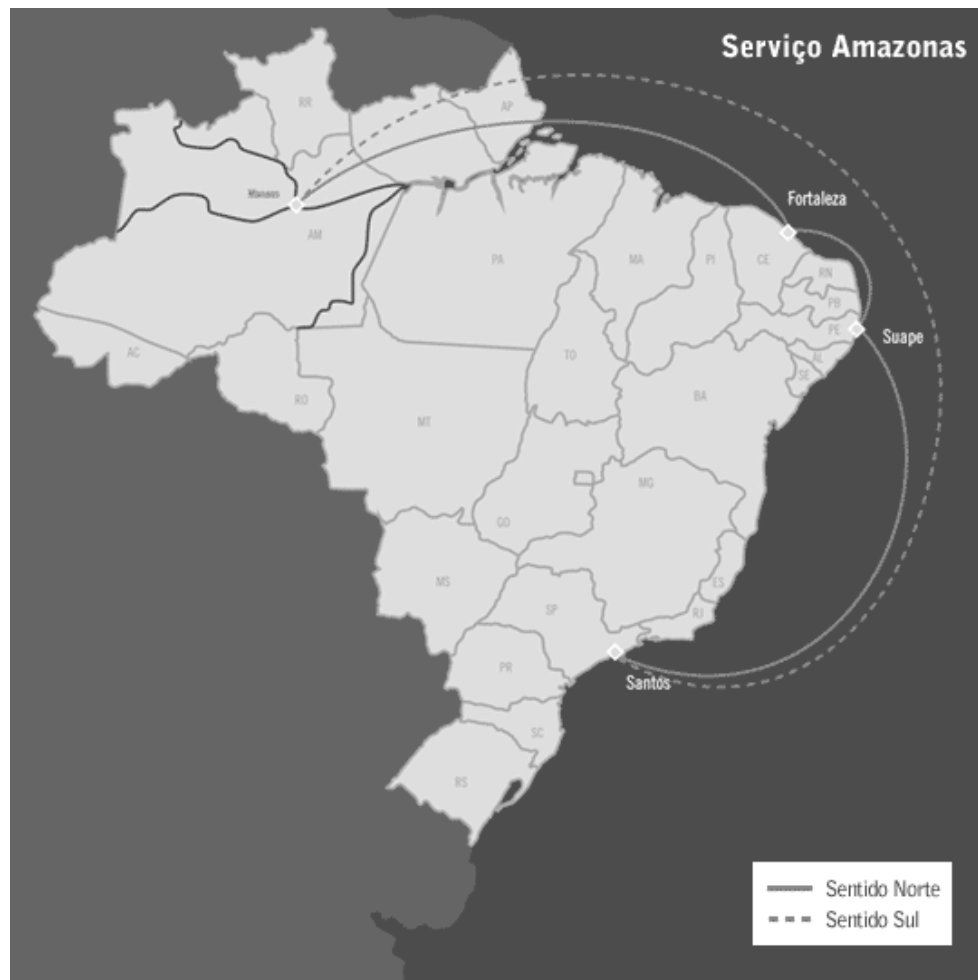 Serviço Amazonas
RR
AP
Manaus
Fortaleza
AM
PA
MA
PI
CE
RN
PB
PE
Suape
AC
TO
AL
SE
RO
BA
MT
MG
GO
MS
ES
SP
RJ
PR
Santos
SC
RS
Sentido Norte
Sentido Sul